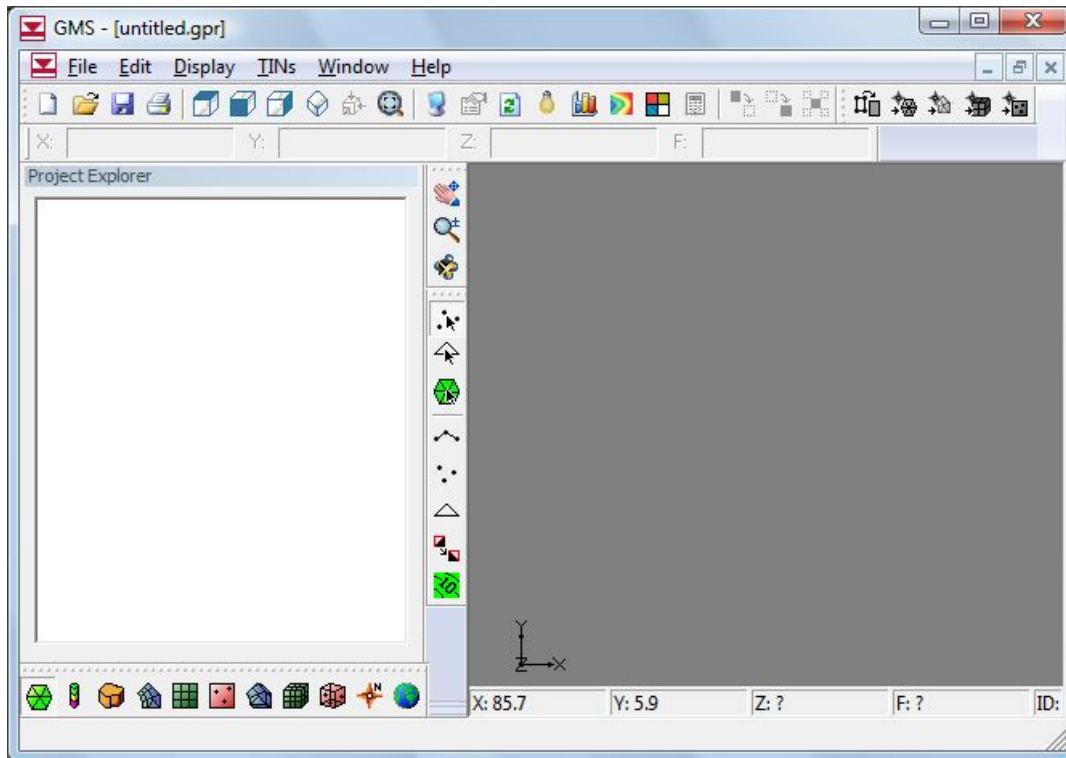 GMS - [untitled.gpr]
File Edit Display TINs Window Help
X: Y: Z: F:
Project Explorer
Y
Z X
X: 85.7 Y: 5.9 Z: ? F: ? ID:
N